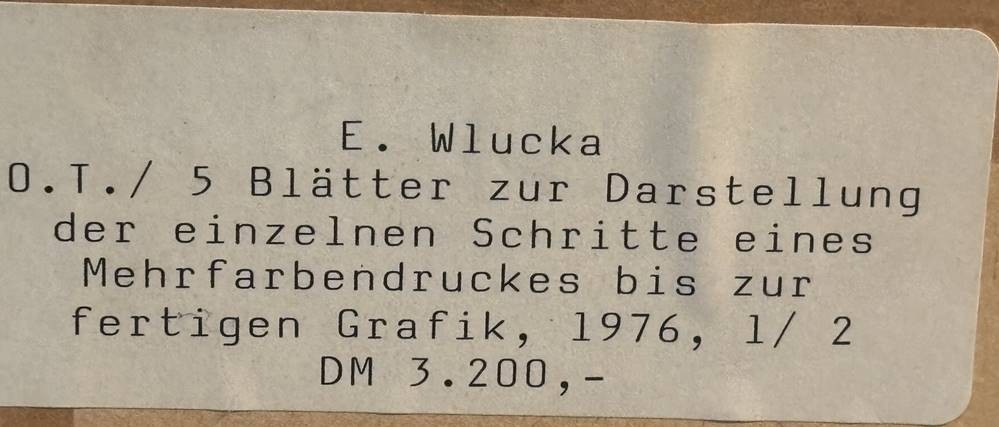 E. Wlucka
O.T./ 5 Blätter zur Darstellung
der einzelnen Schritte eines
Mehrfarbendruckes bis zur
fertigen Grafik, 1976, 1/ 2
DM 3.200,-